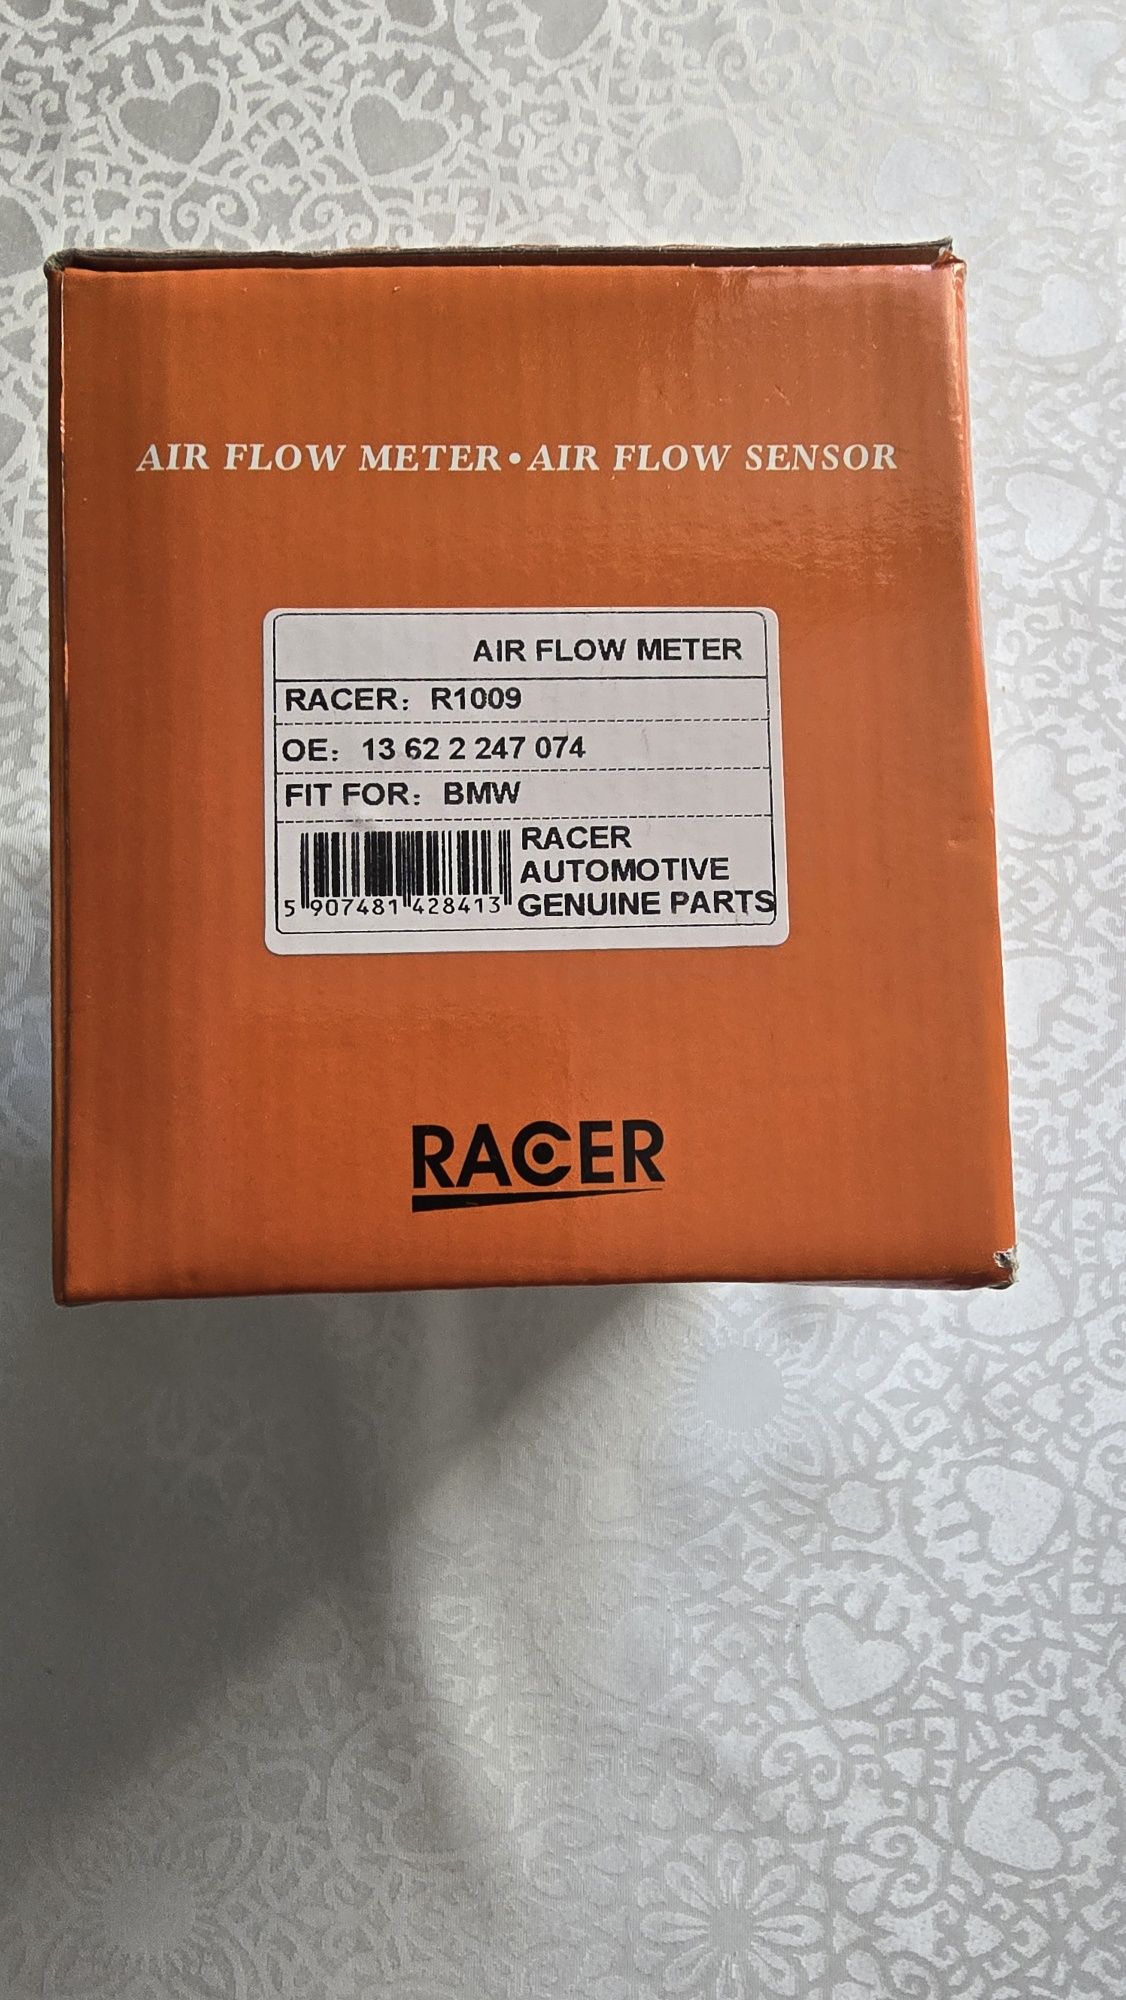 AIR FLOW METER•AIR FLOW SENSOR
AIR FLOW METER
RACER: R1009
OE: 13 62 2 247 074
FIT FOR: BMW
RACER
AUTOMOTIVE
GENUINE PARTS
5 907481 428413
RACER